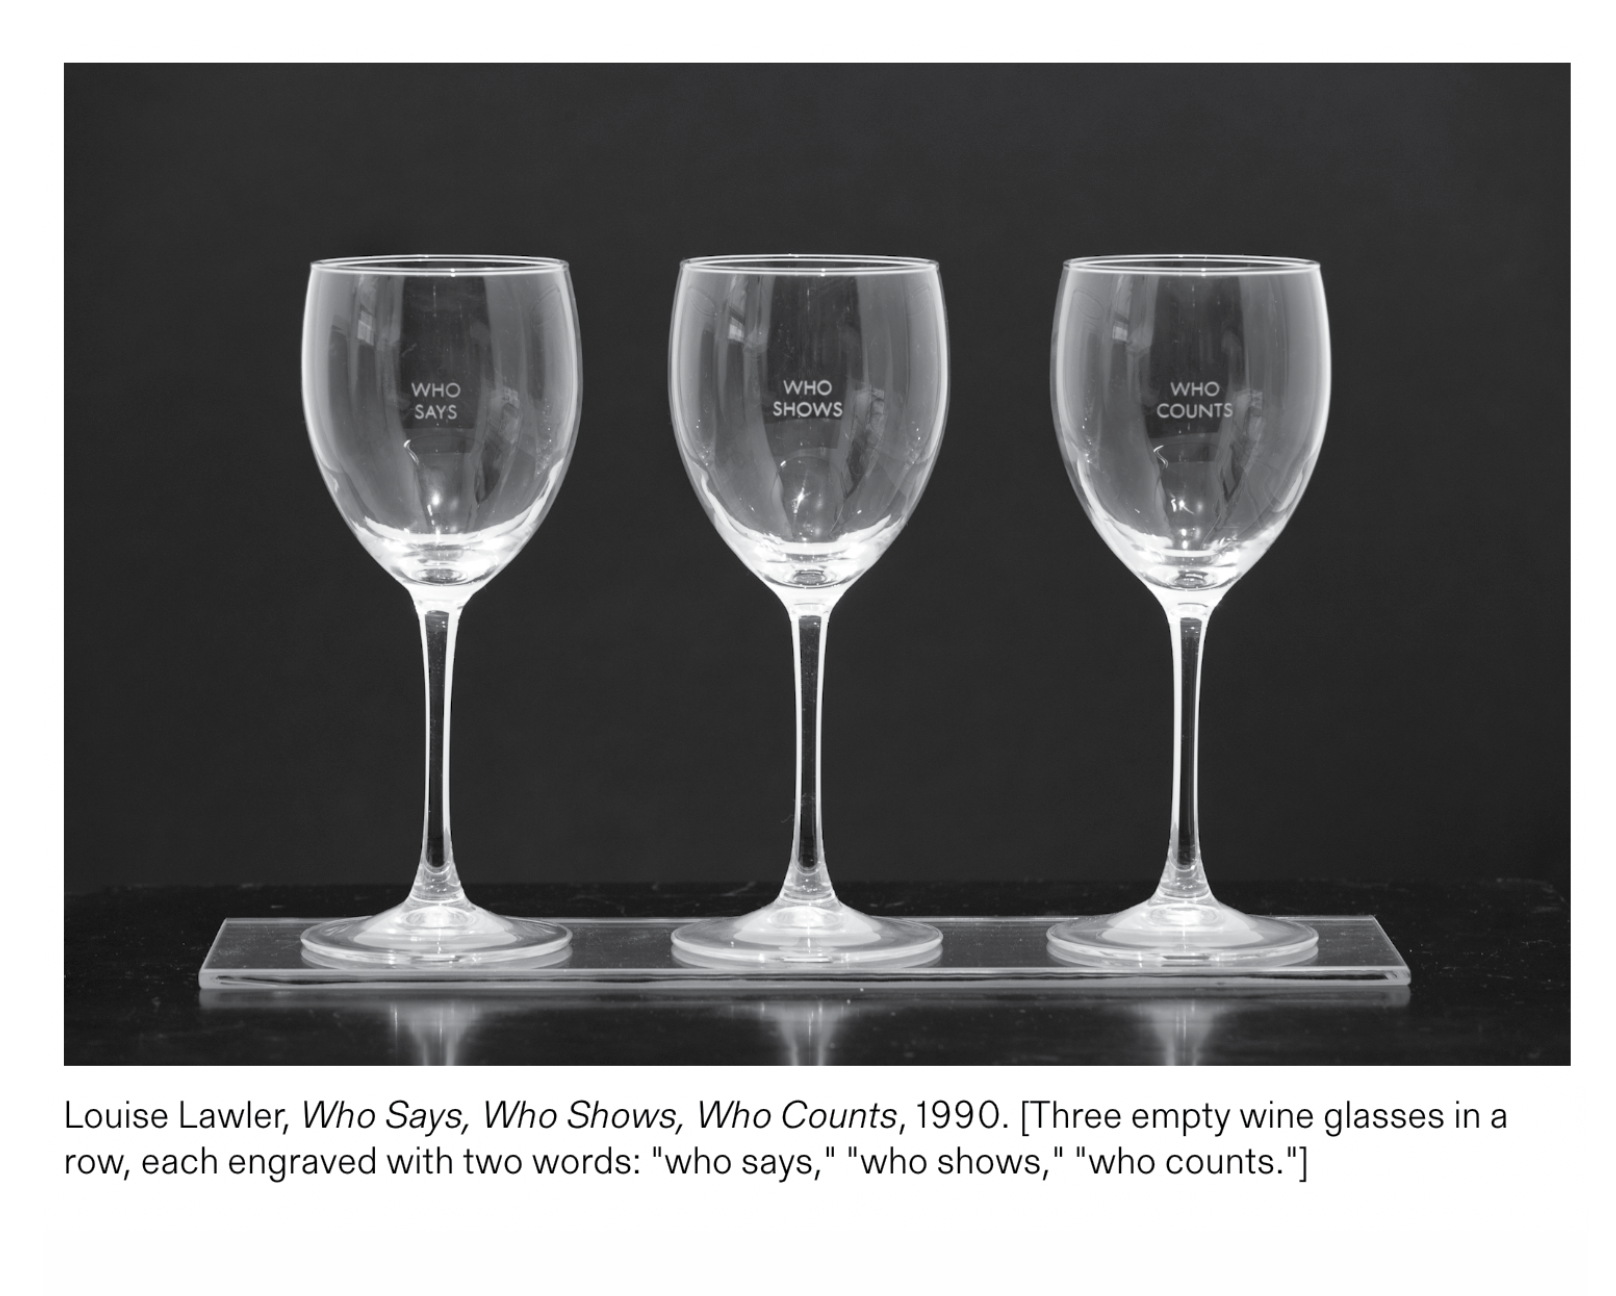 WHO
SAYS
WHO
SHOWS
WHO
COUNTS
Louise Lawler, Who Says, Who Shows, Who Counts, 1990. [Three empty wine glasses in a
row, each engraved with two words: "who says," "who shows," "who counts."]